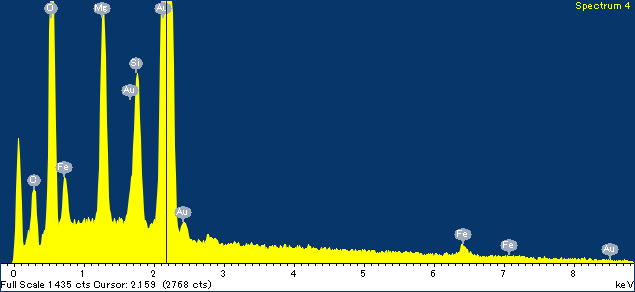 Spectrum 4
O Mg Au
Si
Au
Fe
C
Au
Fe Fe Au
0 1 2 3 4 5 6 7 8
Full Scale 1435 cts Cursor: 2.159 (2768 cts) keV